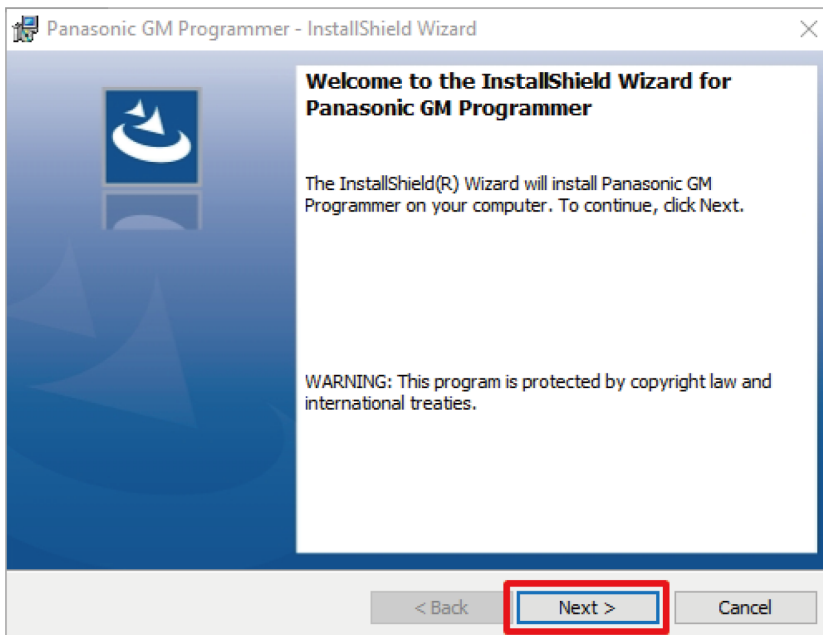 Panasonic GM Programmer - InstallShield Wizard
Welcome to the InstallShield Wizard for
Panasonic GM Programmer
The InstallShield(R) Wizard will install Panasonic GM
Programmer on your computer. To continue, click Next.
WARNING: This program is protected by copyright law and
international treaties.
< Back
Next >
Cancel